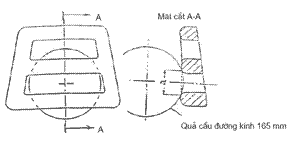 A
Mặt cắt A-A
A
Quả cầu đường kính 165 mm